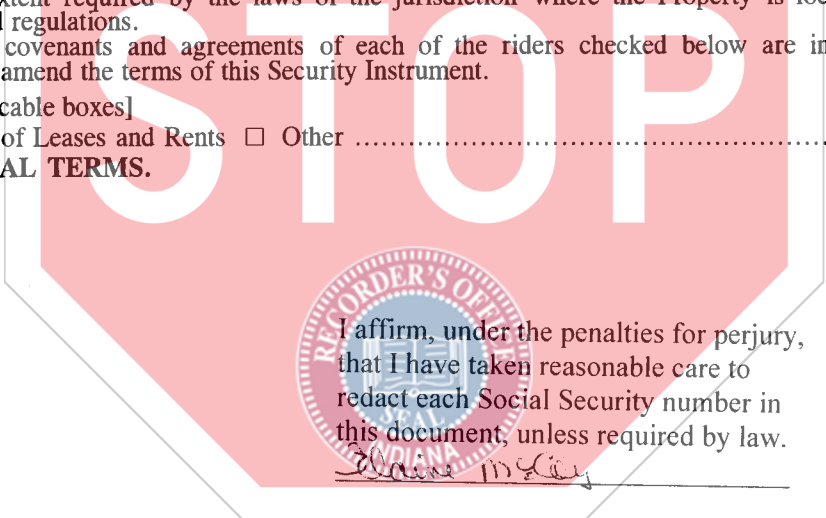 extent required by the laws of the jurisdiction where the Property is
regulations.
covenants and agreements of each of the riders checked below are
amend the terms of this Security Instrument.
cable boxes]
of Leases and Rents ☐ Other ........................................................
AL TERMS.
STOP
RECORDER'S OFFICE
SEAL
INDIANA
I affirm, under the penalties for perjury,
that I have taken reasonable care to
redact each Social Security number in
this document, unless required by law.
Elaine McCoy